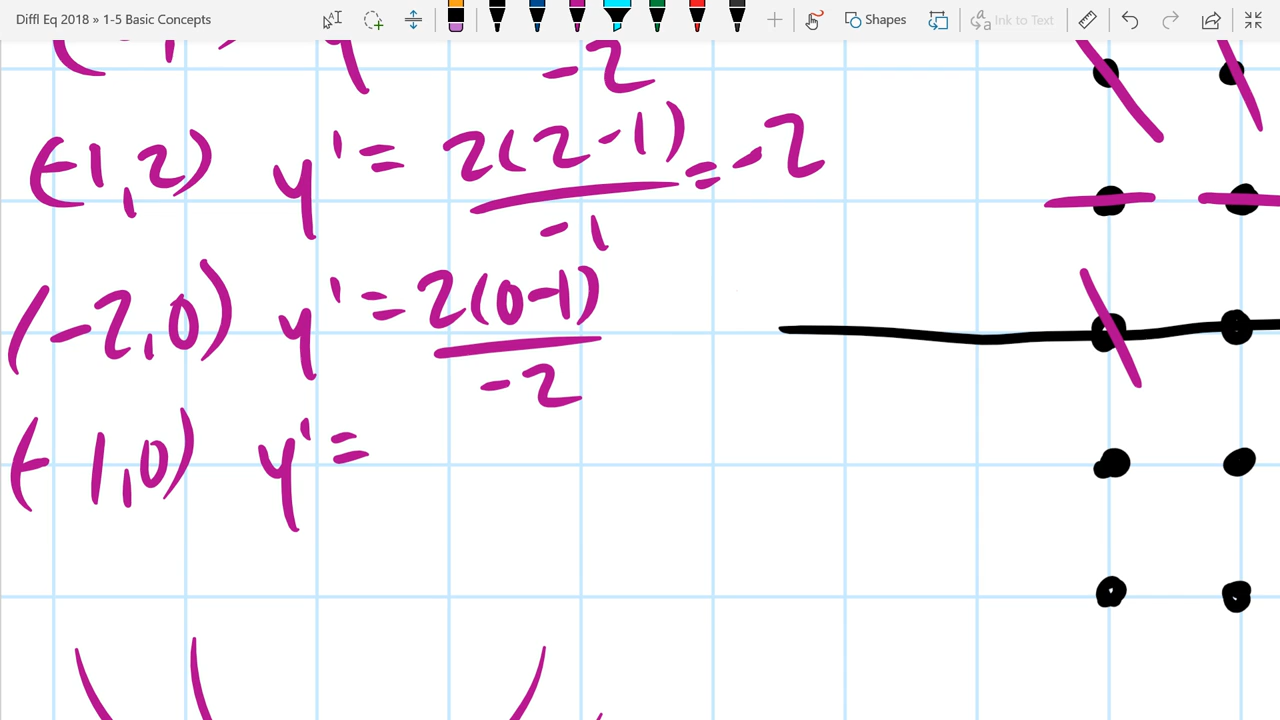 Diffl Eq 2018 » 1-5 Basic Concepts
Shapes
Ink to Text
-2
(-1,2) y' = 2(2-1)/-1 = -2
(-2,0) y' = 2(0-1)/-2
(-1,0) y' =